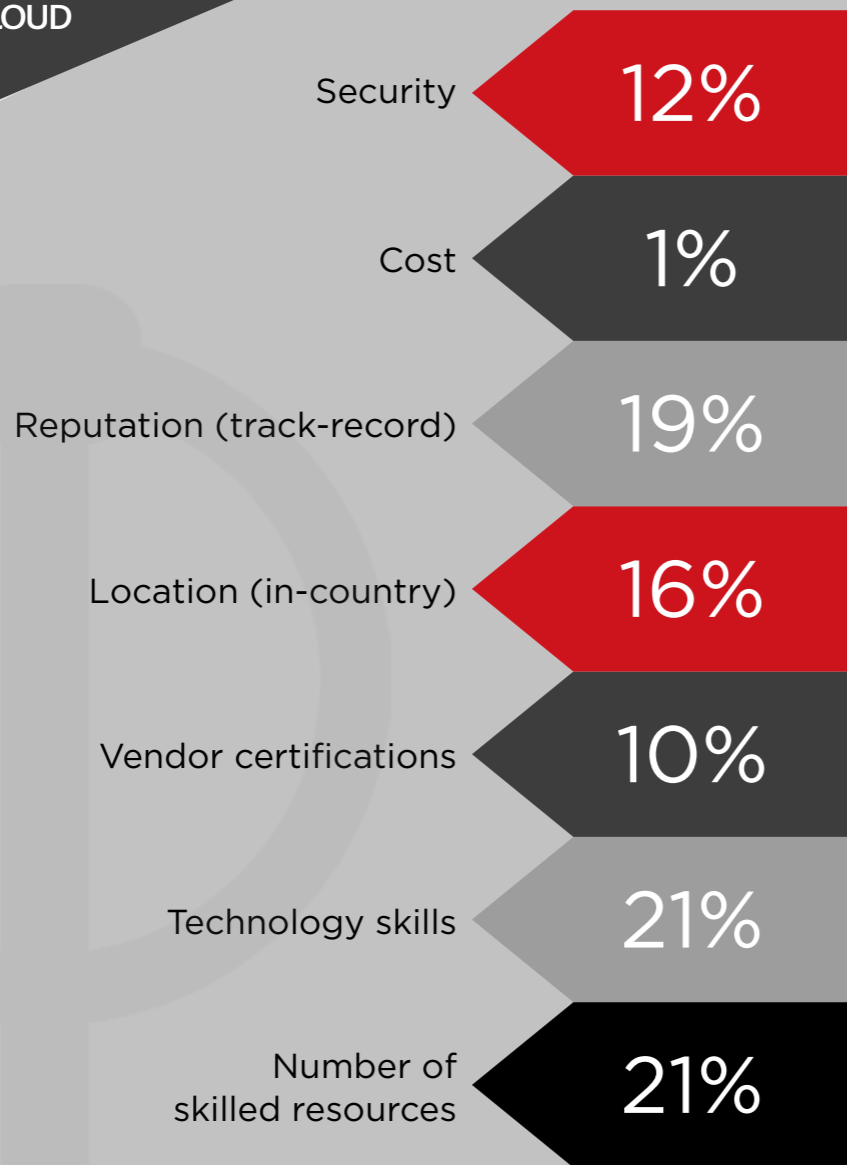 Security
12%
Cost
1%
Reputation (track-record)
19%
Location (in-country)
16%
Vendor certifications
10%
Technology skills
21%
Number of
skilled resources
21%